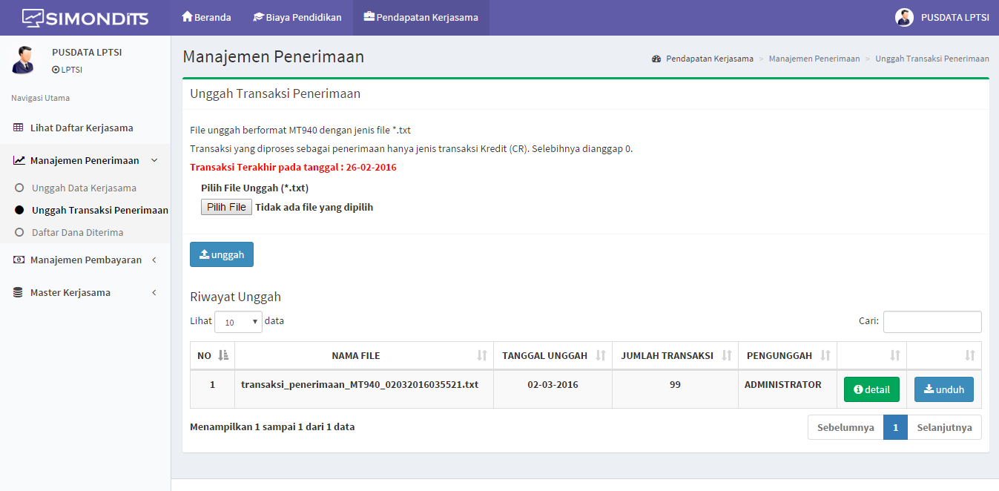 SIMONDITS
Beranda
Biaya Pendidikan
Pendapatan Kerjasama
PUSDATA LPTSI
PUSDATA LPTSI
LPTSI
Navigasi Utama
Lihat Daftar Kerjasama
Manajemen Penerimaan
Unggah Data Kerjasama
Unggah Transaksi Penerimaan
Daftar Dana Diterima
Manajemen Pembayaran
Master Kerjasama
Manajemen Penerimaan
Pendapatan Kerjasama > Manajemen Penerimaan > Unggah Transaksi Penerimaan
Unggah Transaksi Penerimaan
File unggah berformat MT940 dengan jenis file *.txt
Transaksi yang diproses sebagai penerimaan hanya jenis transaksi Kredit (CR). Selebihnya dianggap 0.
Transaksi Terakhir pada tanggal : 26-02-2016
Pilih File Unggah (*.txt)
Pilih File Tidak ada file yang dipilih
unggah
Riwayat Unggah
Lihat 10 data
Cari:
NO NAMA FILE TANGGAL UNGGAH JUMLAH TRANSAKSI PENGUNGGAH
1 transaksi_penerimaan_MT940_02032016035521.txt 02-03-2016 99 ADMINISTRATOR detail unduh
Menampilkan 1 sampai 1 dari 1 data
Sebelumnya 1 Selanjutnya